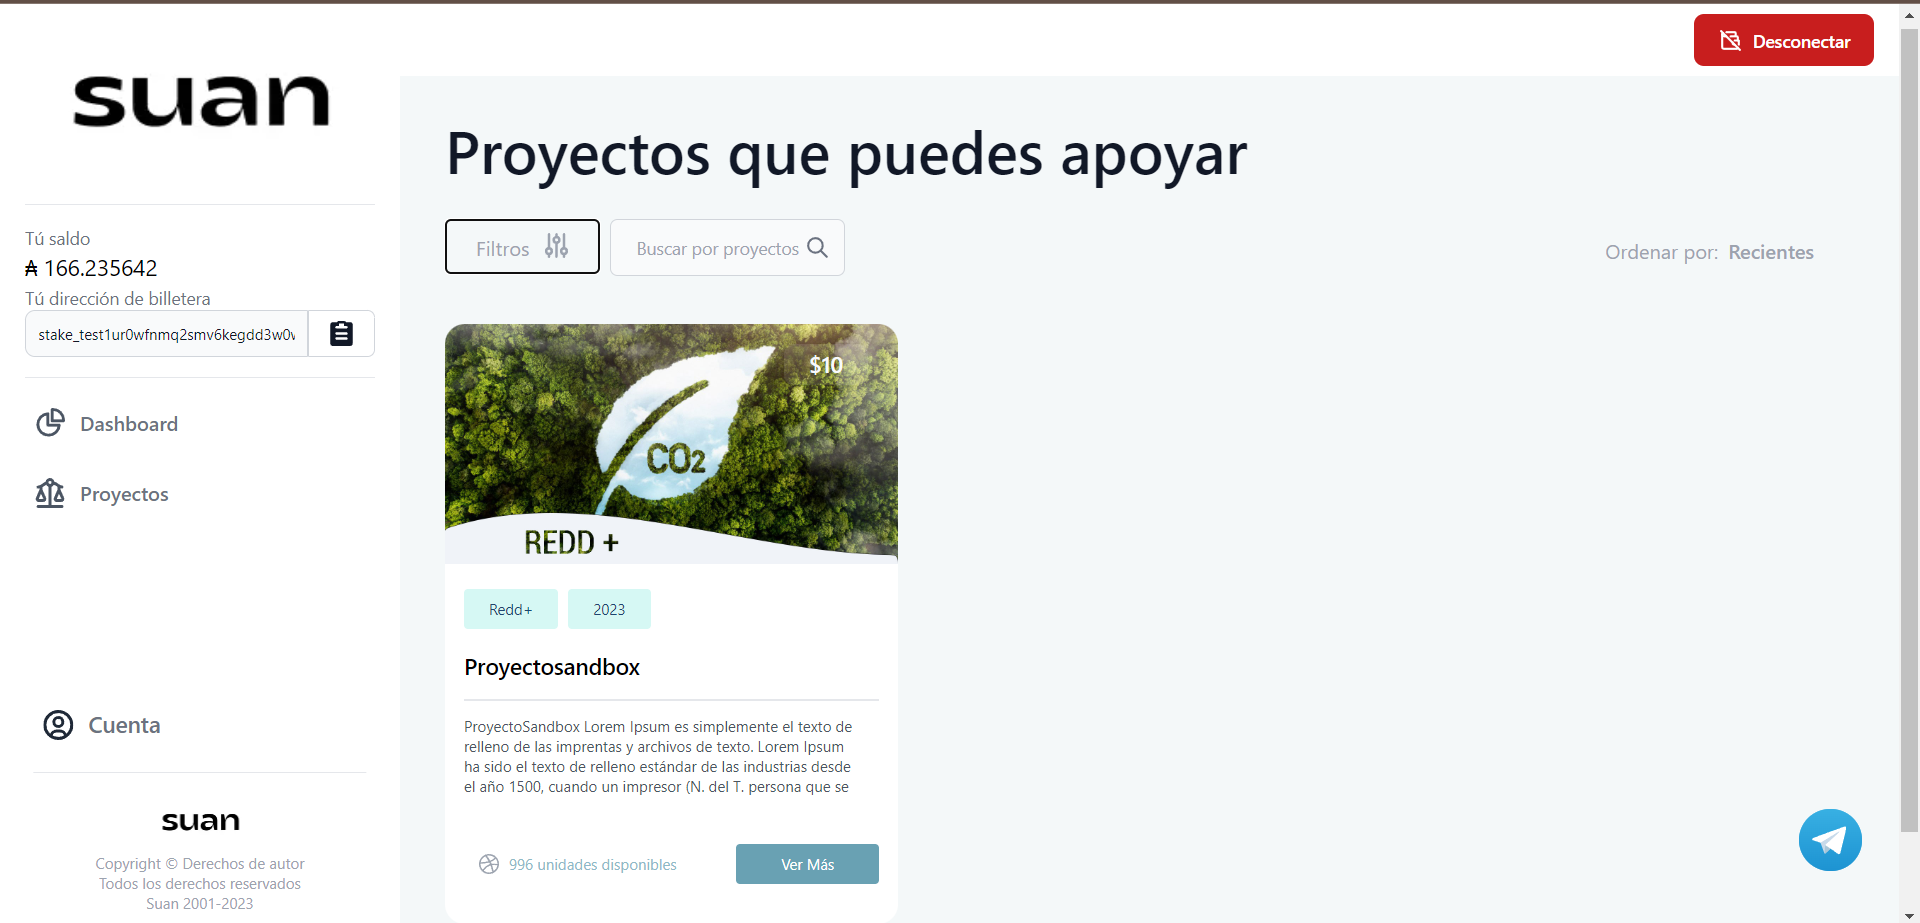 suan
Desconectar
Tú saldo
₳ 166.235642
Tú dirección de billetera
stake_test1ur0wfnmq2smv6kegdd3w0
Dashboard
Proyectos
Cuenta
suan
Copyright © Derechos de autor
Todos los derechos reservados
Suan 2001-2023
Proyectos que puedes apoyar
Filtros
Buscar por proyectos
Ordenar por: Recientes
$10
CO2
REDD +
Redd+
2023
Proyectosandbox
ProyectoSandbox Lorem Ipsum es simplemente el texto de
relleno de las imprentas y archivos de texto. Lorem Ipsum
ha sido el texto de relleno estándar de las industrias desde
el año 1500, cuando un impresor (N. del T. persona que se
996 unidades disponibles
Ver Más